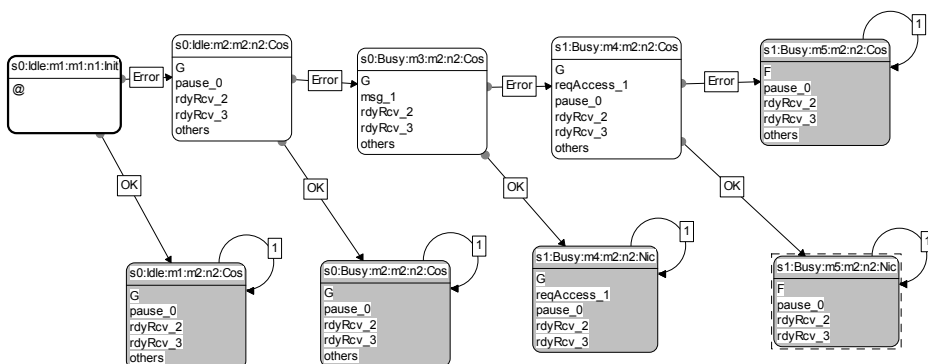 s0:Idle:m1:m1:n1:Init
@
Error
s0:Idle:m2:m2:n2:Cos
G
pause_0
rdyRcv_2
rdyRcv_3
others
Error
s0:Busy:m3:m2:n2:Cos
G
msg_1
rdyRcv_2
rdyRcv_3
others
Error
s1:Busy:m4:m2:n2:Cos
G
reqAccess_1
pause_0
rdyRcv_2
rdyRcv_3
others
Error
s1:Busy:m5:m2:n2:Cos
F
pause_0
rdyRcv_2
rdyRcv_3
others
1
OK
OK
OK
OK
s0:Idle:m1:m2:n2:Cos
G
pause_0
rdyRcv_2
rdyRcv_3
others
1
s0:Busy:m2:m2:n2:Cos
G
pause_0
rdyRcv_2
rdyRcv_3
others
1
s1:Busy:m4:m2:n2:Nic
G
reqAccess_1
pause_0
rdyRcv_2
rdyRcv_3
1
s1:Busy:m5:m2:n2:Nic
F
pause_0
rdyRcv_2
rdyRcv_3
1